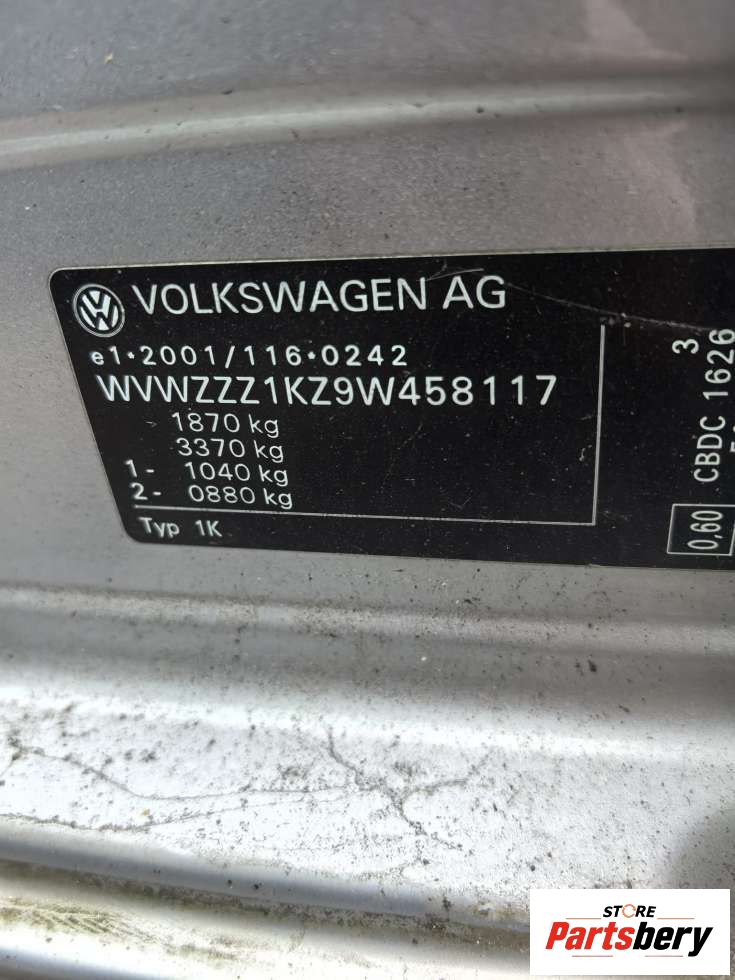 VOLKSWAGEN AG
e1*2001/116*0242
WVWZZZ1KZ9W458117
1870 kg
3370 kg
1- 1040 kg
2- 0880 kg
Typ 1K
3
CBDC 1626
0,60
STORE
Partsbery